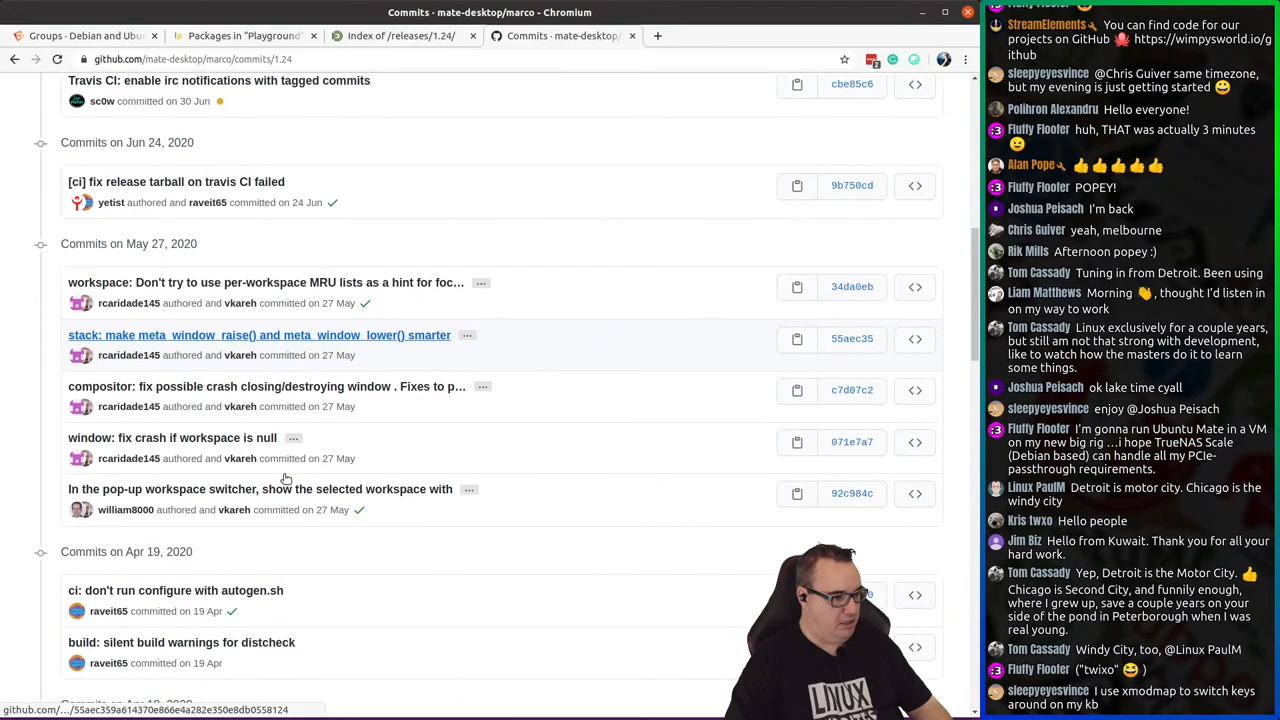 Commits · mate-desktop/marco - Chromium
Groups - Debian and Ubu
Packages in “Playground”
Index of /releases/1.24/
Commits · mate-desktop/
github.com/mate-desktop/marco/commits/1.24
2
Travis CI: enable irc notifications with tagged commits
cbe85c6
sc0w committed on 30 Jun
Commits on Jun 24, 2020
[ci] fix release tarball on travis CI failed
9b750cd
yetist authored and raveit65 committed on 24 Jun
Commits on May 27, 2020
workspace: Don't try to use per-workspace MRU lists as a hint for foc...
34da0eb
rcaridade145 authored and vkareh committed on 27 May
stack: make meta_window_raise() and meta_window_lower() smarter
55aec35
rcaridade145 authored and vkareh committed on 27 May
compositor: fix possible crash closing/destroying window . Fixes to p...
c7d07c2
rcaridade145 authored and vkareh committed on 27 May
window: fix crash if workspace is null
071e7a7
rcaridade145 authored and vkareh committed on 27 May
In the pop-up workspace switcher, show the selected workspace with
92c984c
william8000 authored and vkareh committed on 27 May
Commits on Apr 19, 2020
ci: don't run configure with autogen.sh
raveit65 committed on 19 Apr
build: silent build warnings for distcheck
raveit65 committed on 19 Apr
github.com/.../55aec359a614370e866e4a282e350e8db0558124
LINUX
Fluffy Floofer
StreamElements You can find code for our
projects on GitHub 🐙 https://wimpysworld.io/g
ithub
sleepyeyesvince @Chris Guiver same timezone,
but my evening is just getting started 😀
Polihron Alexandru Hello everyone!
Fluffy Floofer huh, THAT was actually 3 minutes
😉
Alan Pope 👍👍👍👍👍
Fluffy Floofer POPEY!
Joshua Peisach I'm back
Chris Guiver yeah, melbourne
Rik Mills Afternoon popey :)
Tom Cassady Tuning in from Detroit. Been using
Liam Matthews Morning 👋, thought I'd listen in
on my way to work
Tom Cassady Linux exclusively for a couple years,
but still am not that strong with development,
like to watch how the masters do it to learn
some things.
Joshua Peisach ok lake time cyall
sleepyeyesvince enjoy @Joshua Peisach
Fluffy Floofer I'm gonna run Ubuntu Mate in a VM
on my new big rig ...i hope TrueNAS Scale
(Debian based) can handle all my PCIe-
passthrough requirements.
Linux PaulM Detroit is motor city. Chicago is the
windy city
Kris twxo Hello people
Jim Biz Hello from Kuwait. Thank you for all your
hard work.
Tom Cassady Yep, Detroit is the Motor City. 👍
Chicago is Second City, and funnily enough,
where I grew up, save a couple years on your
side of the pond in Peterborough when I was
real young.
Tom Cassady Windy City, too, @Linux PaulM
Fluffy Floofer ("twixo" 😆 )
sleepyeyesvince I use xmodmap to switch keys
around on my kb